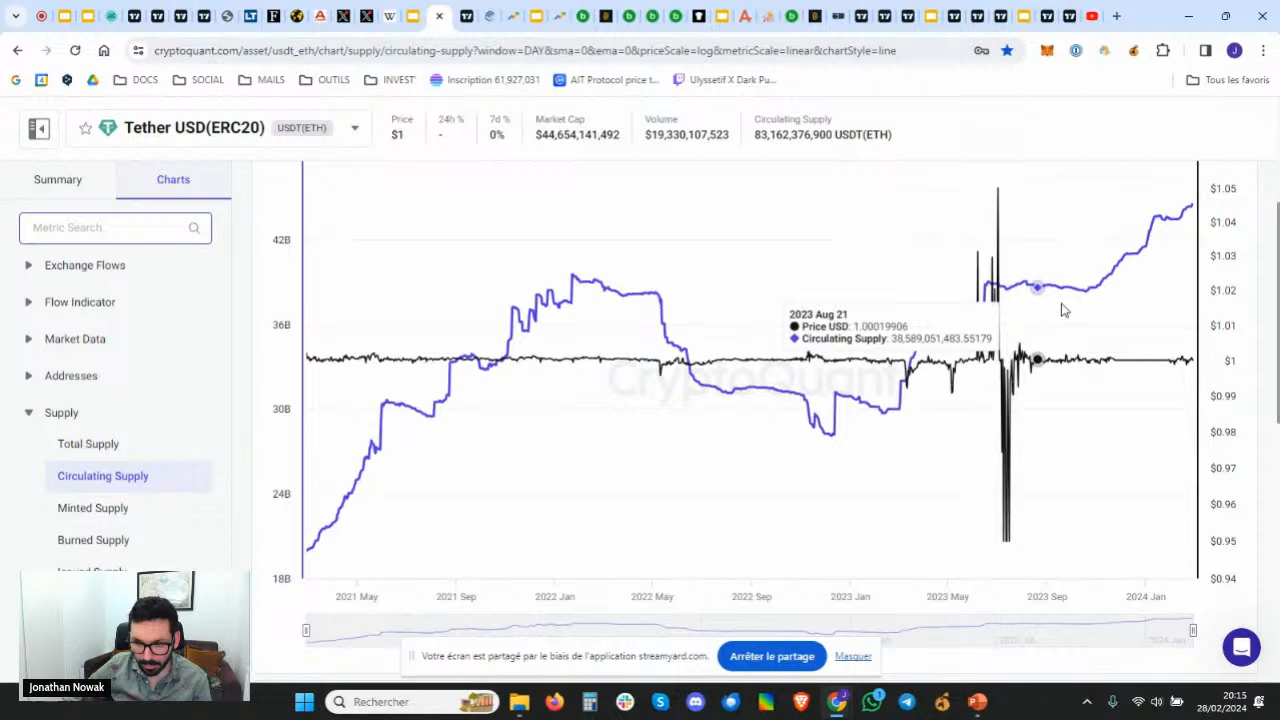 cryptoquant.com/asset/usdt_eth/chart/supply/circulating-supply?window=DAY&sma=0&ema=0&priceScale=log&metricScale=linear&chartStyle=line
DOCS SOCIAL MAILS OUTILS INVEST Inscription 61,927,031 AIT Protocol price t... Ulyssetif X Dark Pu... Tous les favoris
Tether USD(ERC20) USDT(ETH)
Price 24h % 7d % Market Cap Volume Circulating Supply
$1 - 0% $44,654,141,492 $19,330,107,523 83,162,376,900 USDT(ETH)
Summary Charts
Metric Search..
Exchange Flows
Flow Indicator
Market Data
Addresses
Supply
Total Supply
Circulating Supply
Minted Supply
Burned Supply
42B
36B
30B
24B
18B
$1.05
$1.04
$1.03
$1.02
$1.01
$1
$0.99
$0.98
$0.97
$0.96
$0.95
$0.94
2023 Aug 21
Price USD: 1.00019906
Circulating Supply: 38,589,051,483.55179
CryptoQuant
2021 May 2021 Sep 2022 Jan 2022 May 2022 Sep 2023 Jan 2023 May 2023 Sep 2024 Jan
2024 Jan
Votre écran est partagé par le biais de l'application streamyard.com. Arrêter le partage Masquer
Jonathan Nowak
Rechercher
20:15
28/02/2024